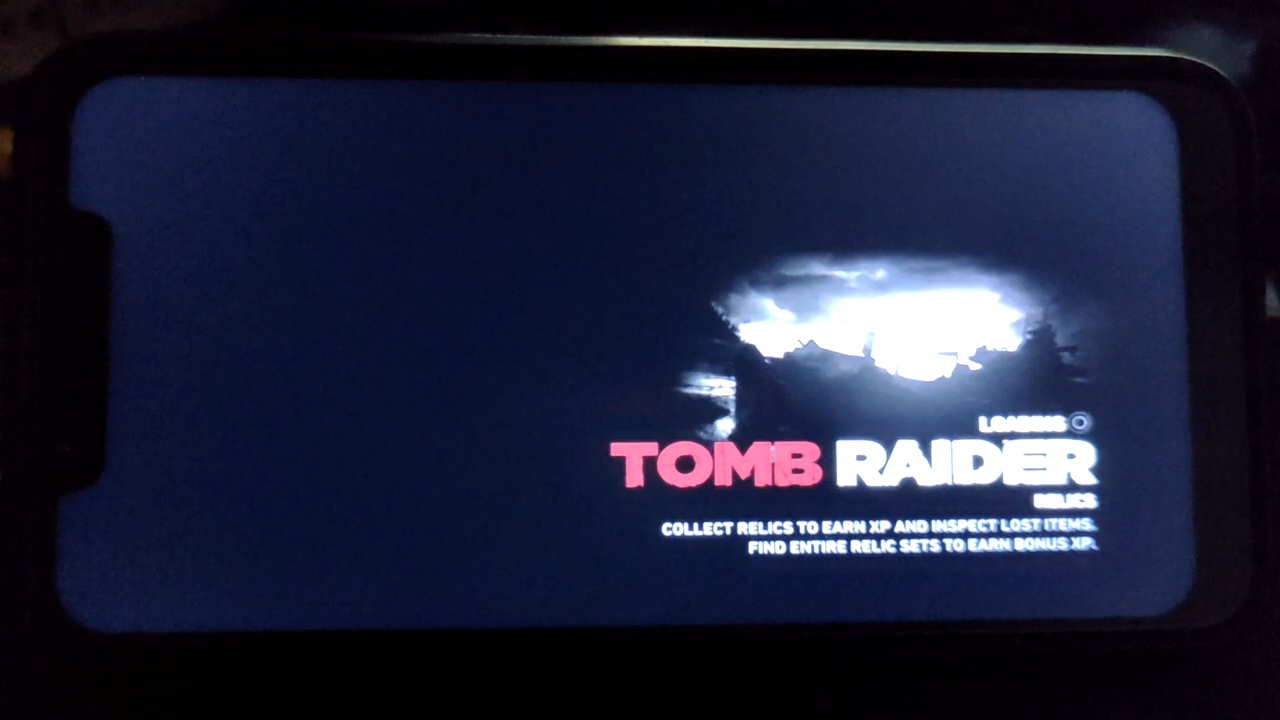 LOADING
TOMB RAIDER
RELICS
COLLECT RELICS TO EARN XP AND INSPECT LOST ITEMS.
FIND ENTIRE RELIC SETS TO EARN BONUS XP.